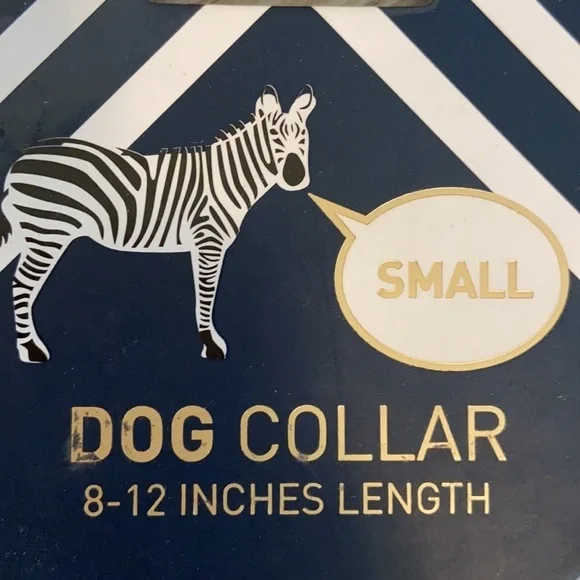 SMALL
DOG COLLAR
8-12 INCHES LENGTH